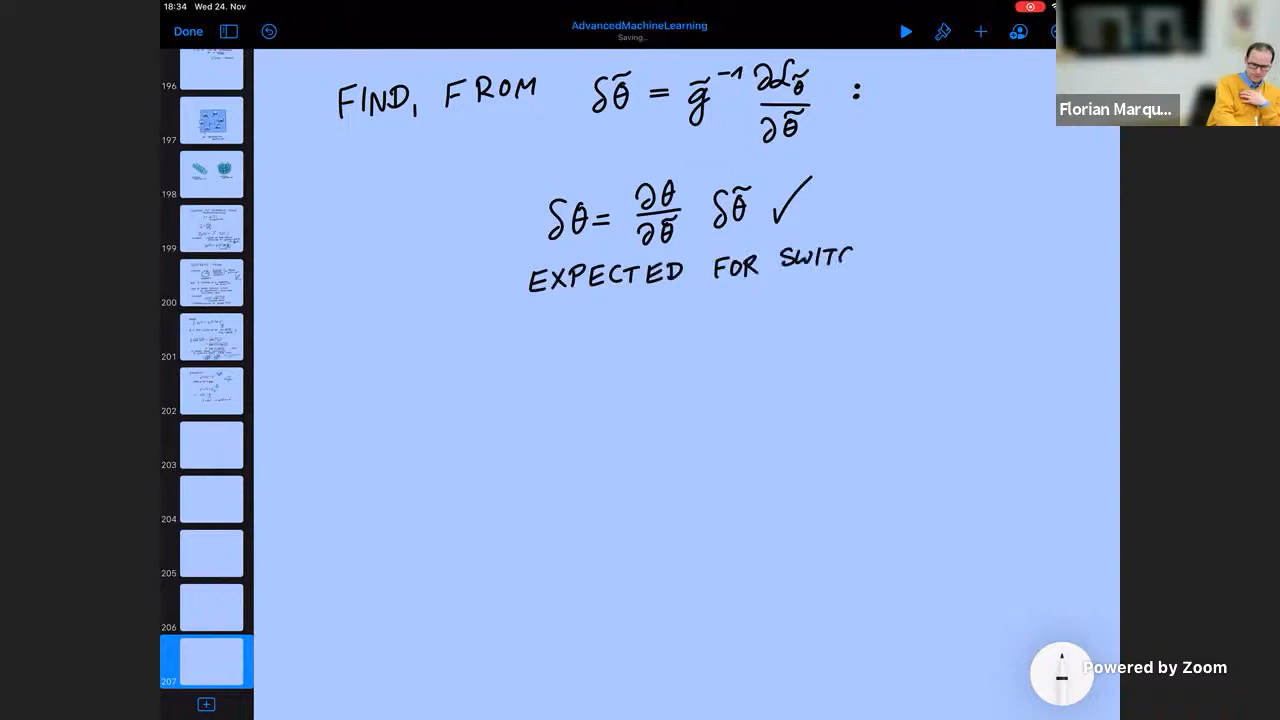 18:34 Wed 24. Nov
Done
AdvancedMachineLearning
Saving...
Florian Marqu...
FIND, FROM δθ̃ = g̃⁻¹ ∂ℒ_θ̃ / ∂θ̃ :
δθ = ∂θ/∂θ̃ δθ̃ ✓
EXPECTED FOR SWITC
196
197
198
199
200
201
202
203
204
205
206
207
Powered by Zoom